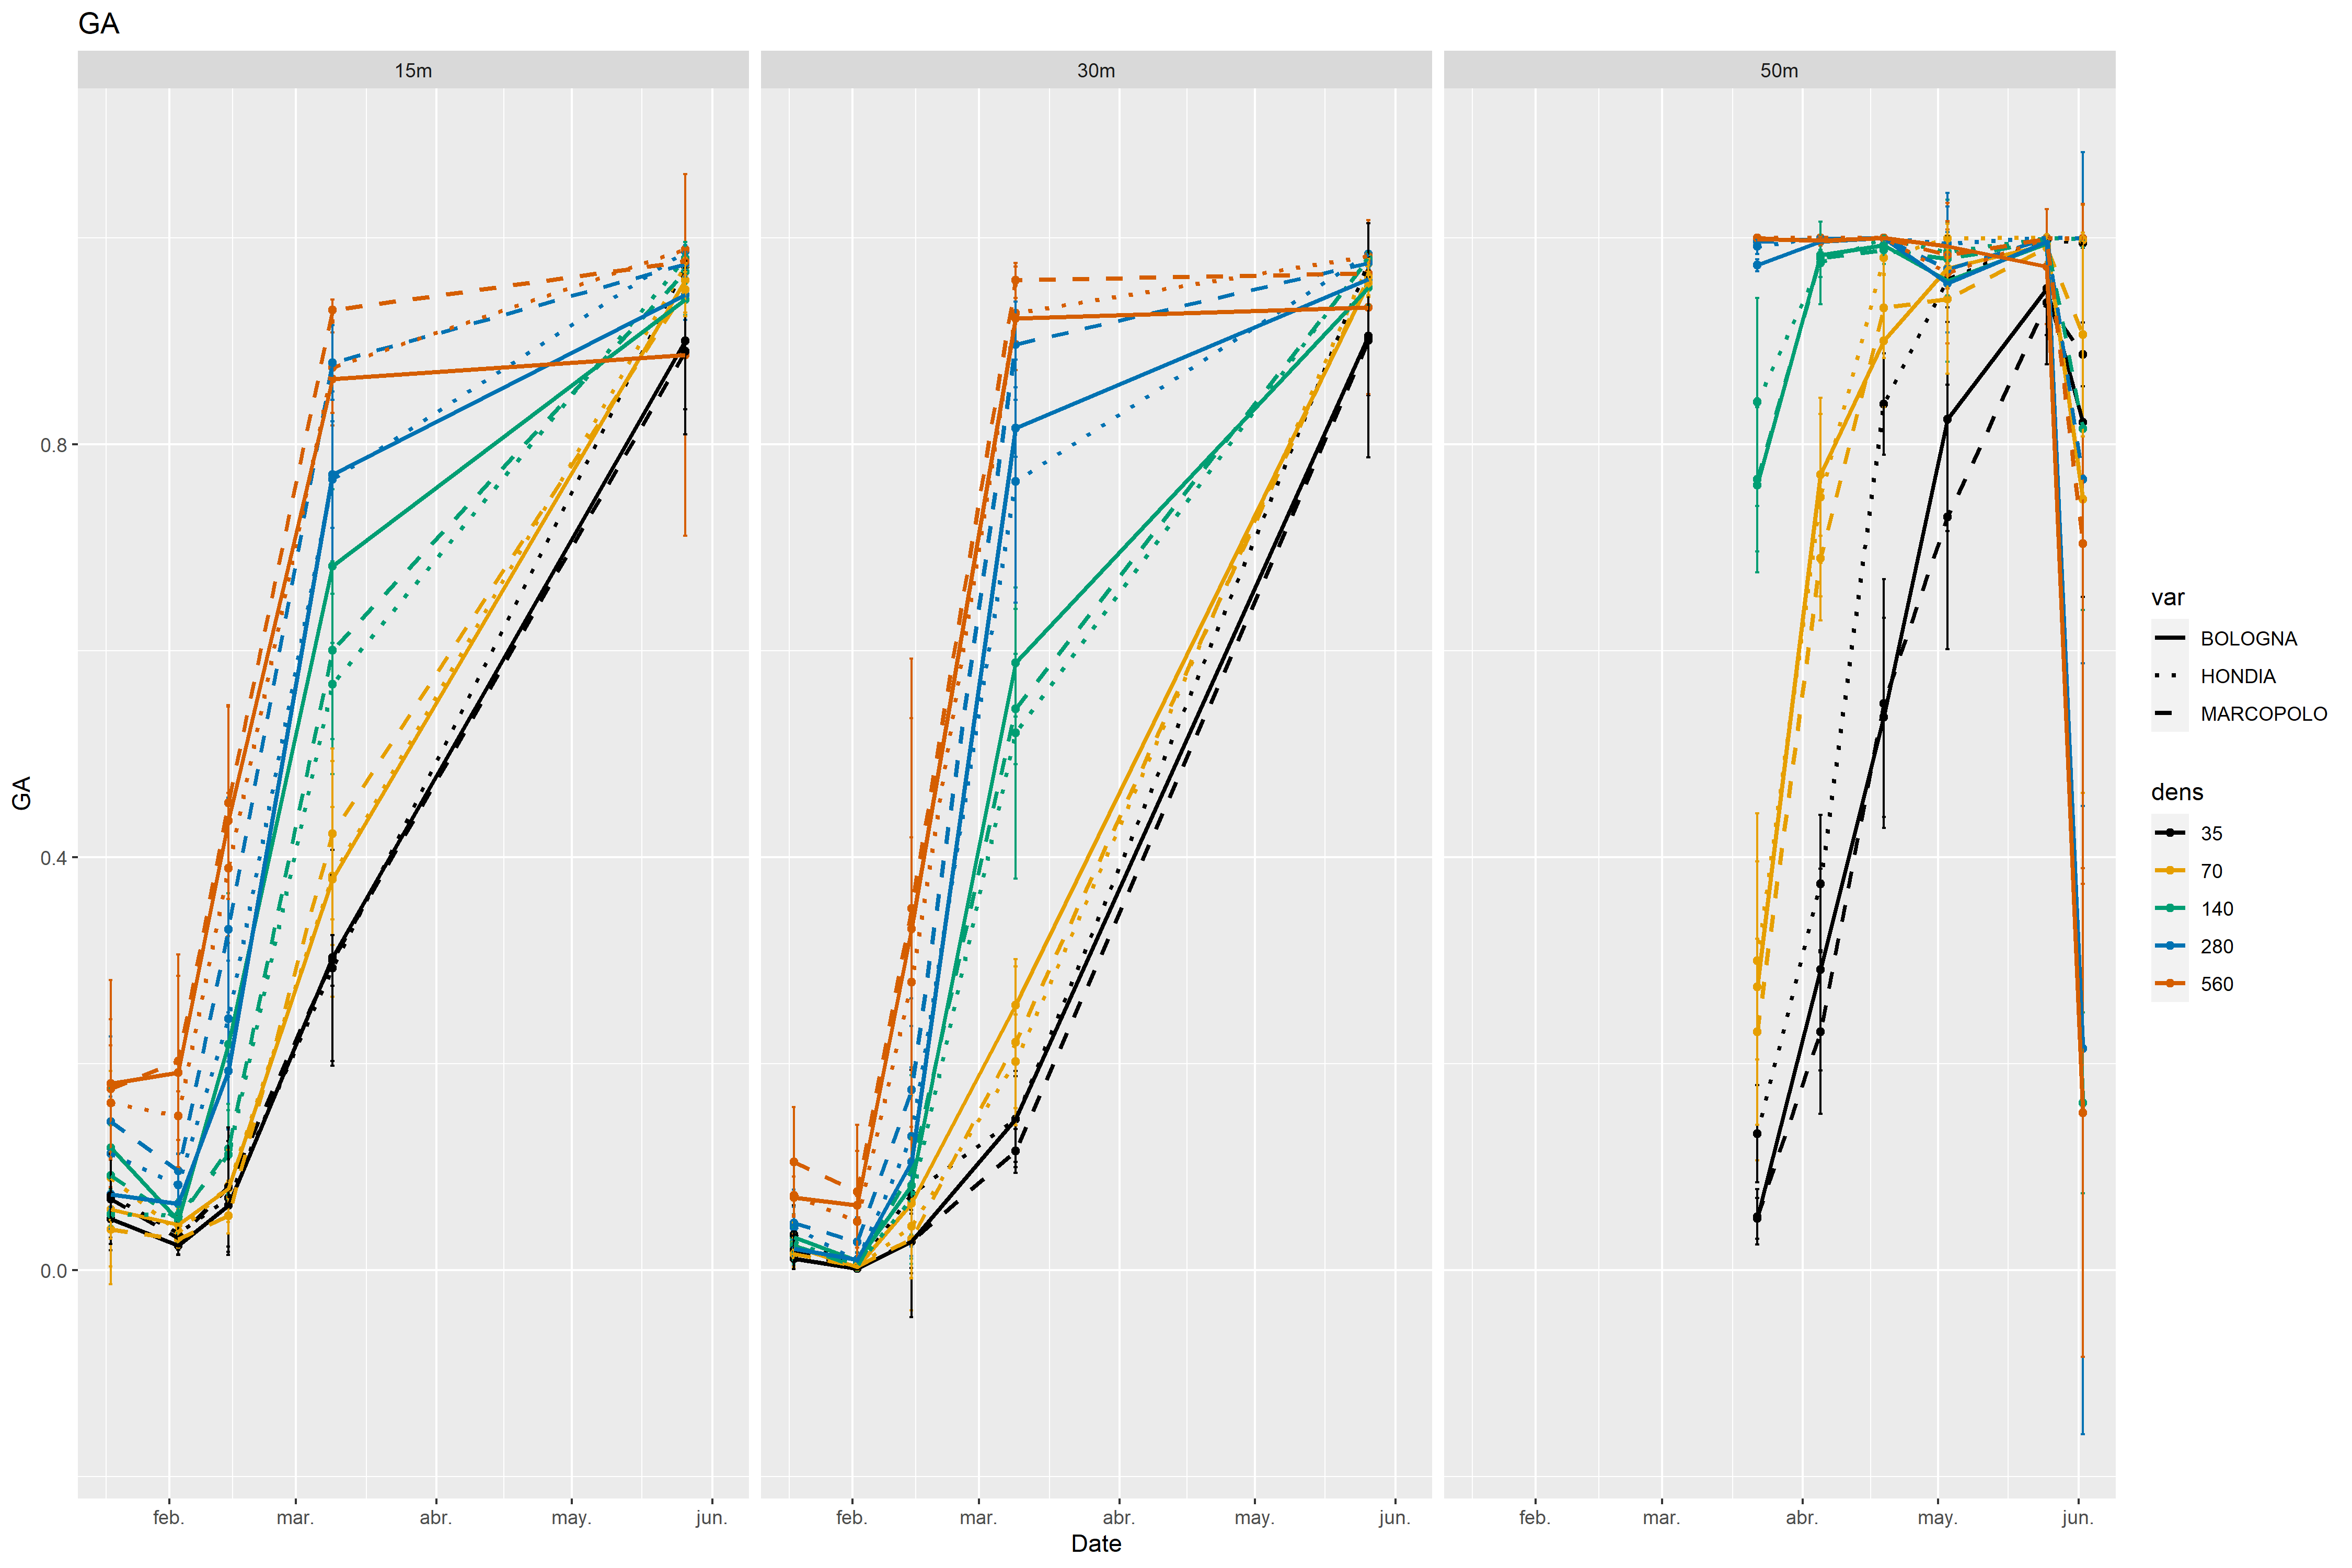 GA
15m
30m
50m
0.8
0.4
0.0
GA
feb.
mar.
abr.
may.
jun.
feb.
mar.
abr.
may.
jun.
feb.
mar.
abr.
may.
jun.
Date
var
BOLOGNA
HONDIA
MARCOPOLO
dens
35
70
140
280
560